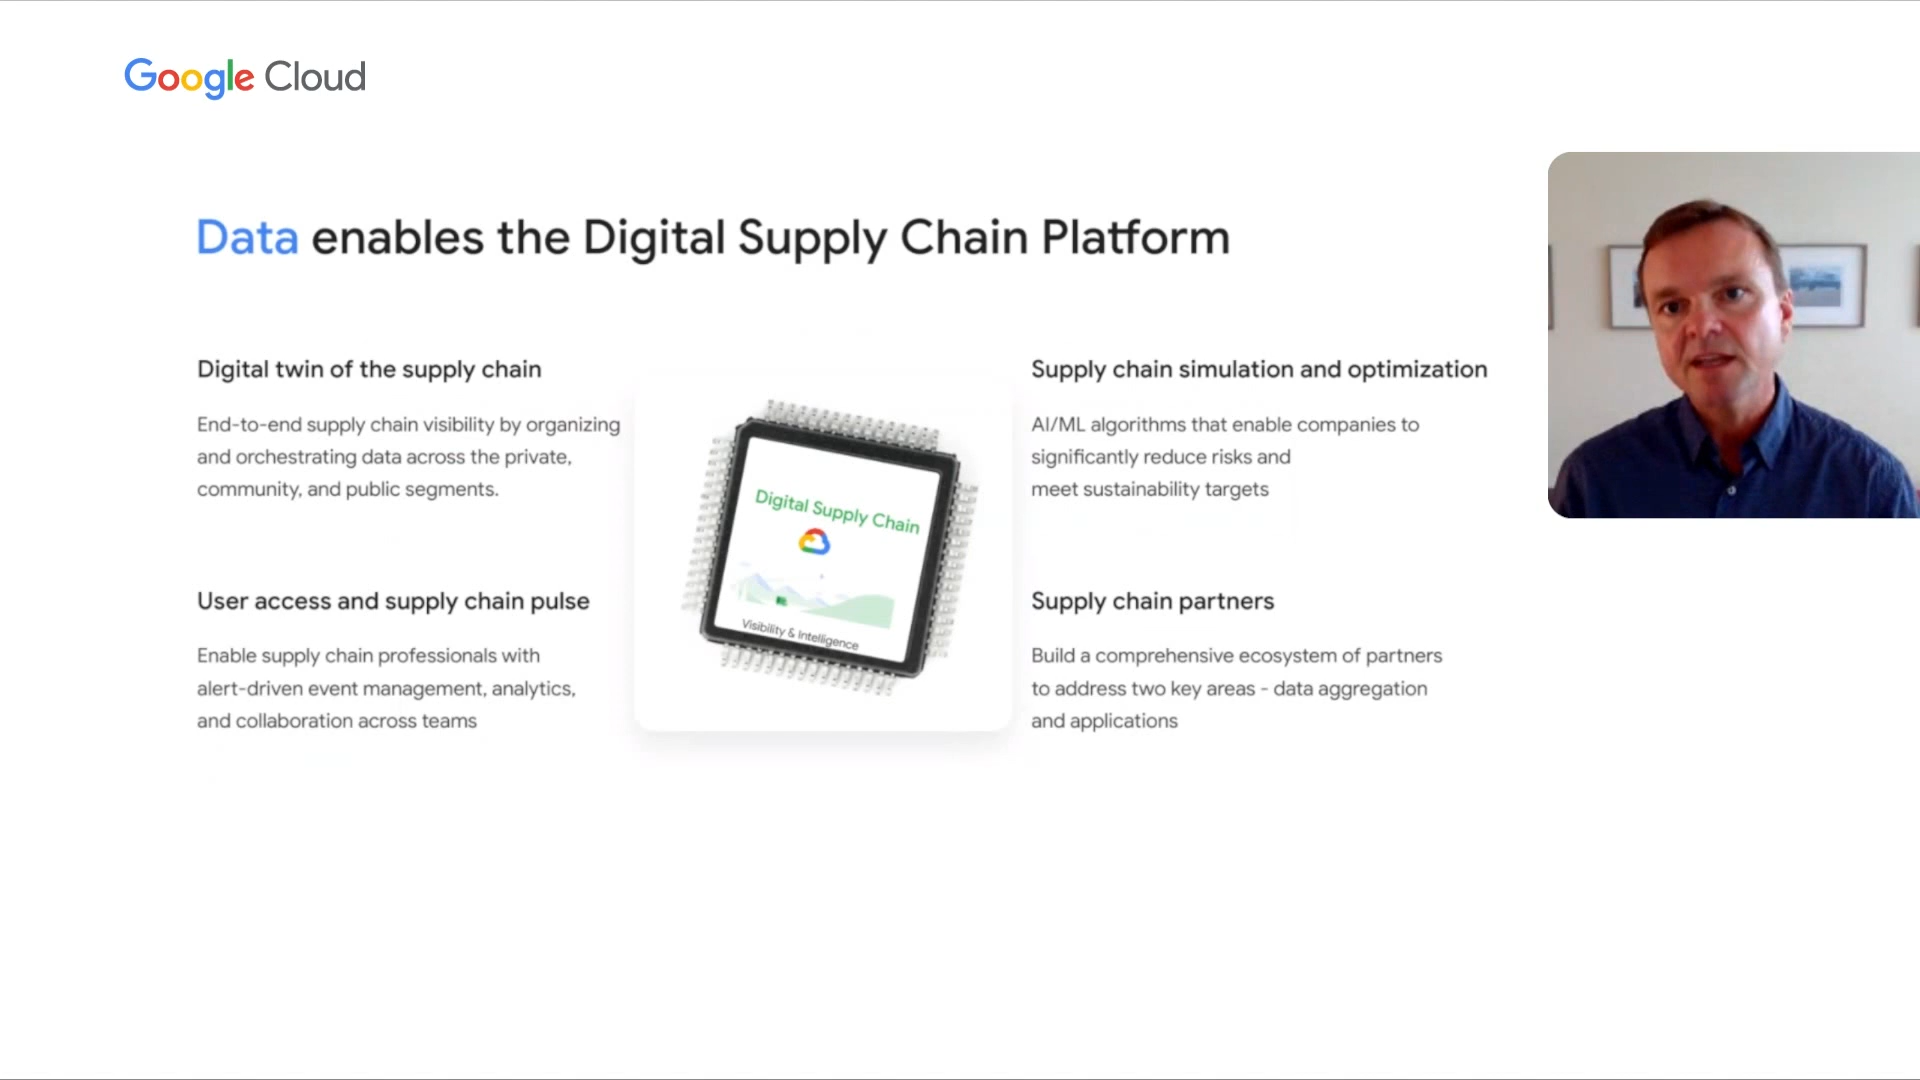 Google Cloud
Data enables the Digital Supply Chain Platform
Digital twin of the supply chain
End-to-end supply chain visibility by organizing
and orchestrating data across the private,
community, and public segments.
User access and supply chain pulse
Enable supply chain professionals with
alert-driven event management, analytics,
and collaboration across teams
Digital Supply Chain
Visibility & Intelligence
Supply chain simulation and optimization
AI/ML algorithms that enable companies to
significantly reduce risks and
meet sustainability targets
Supply chain partners
Build a comprehensive ecosystem of partners
to address two key areas - data aggregation
and applications